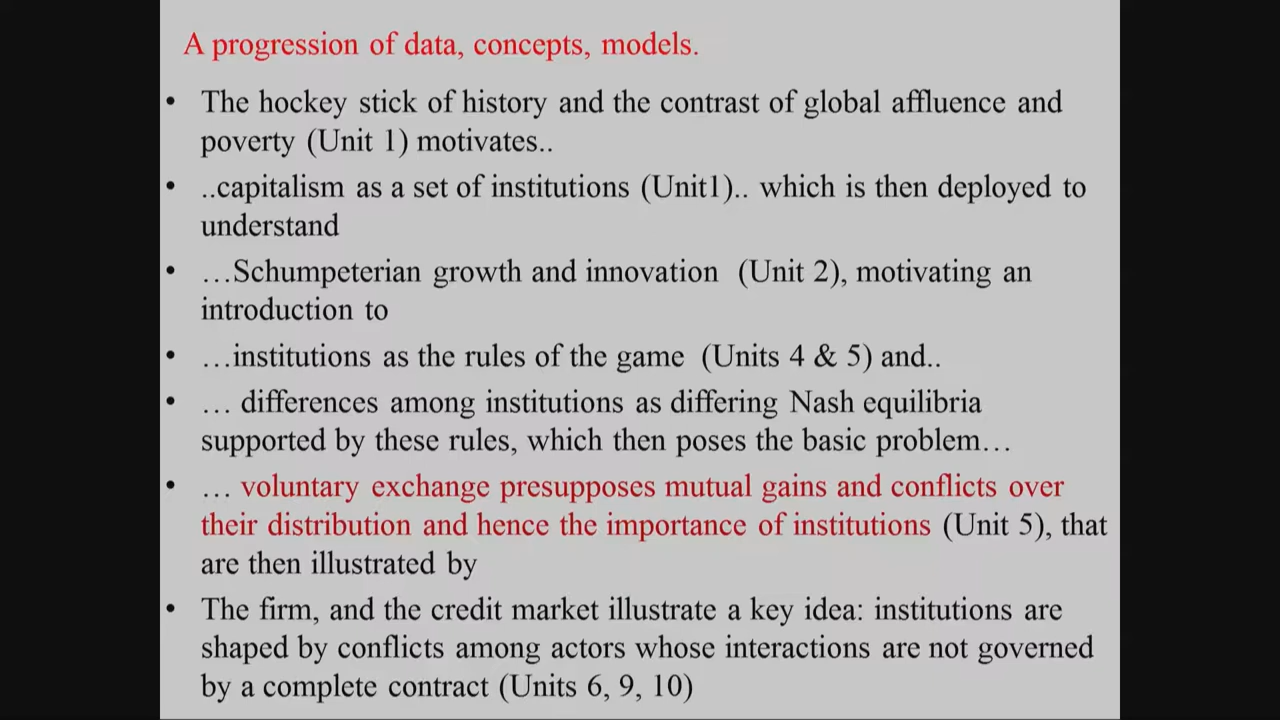 A progression of data, concepts, models.
• The hockey stick of history and the contrast of global affluence and
poverty (Unit 1) motivates..
• ..capitalism as a set of institutions (Unit1).. which is then deployed to
understand
• …Schumpeterian growth and innovation (Unit 2), motivating an
introduction to
• …institutions as the rules of the game (Units 4 & 5) and..
• … differences among institutions as differing Nash equilibria
supported by these rules, which then poses the basic problem…
• … voluntary exchange presupposes mutual gains and conflicts over
their distribution and hence the importance of institutions (Unit 5), that
are then illustrated by
• The firm, and the credit market illustrate a key idea: institutions are
shaped by conflicts among actors whose interactions are not governed
by a complete contract (Units 6, 9, 10)